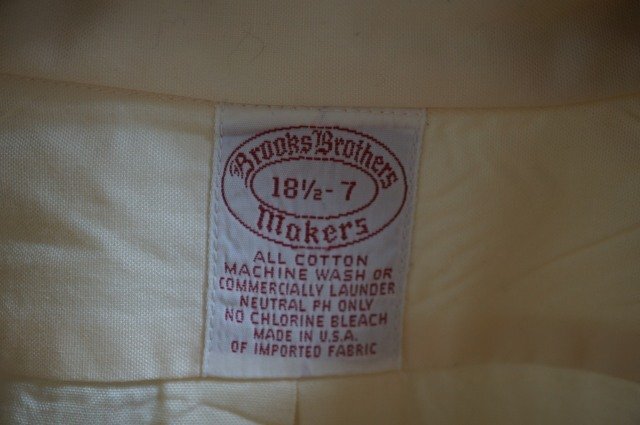 Brooks Brothers
18½-7
Makers
ALL COTTON
MACHINE WASH OR
COMMERCIALLY LAUNDER
NEUTRAL PH ONLY
NO CHLORINE BLEACH
MADE IN U.S.A.
OF IMPORTED FABRIC